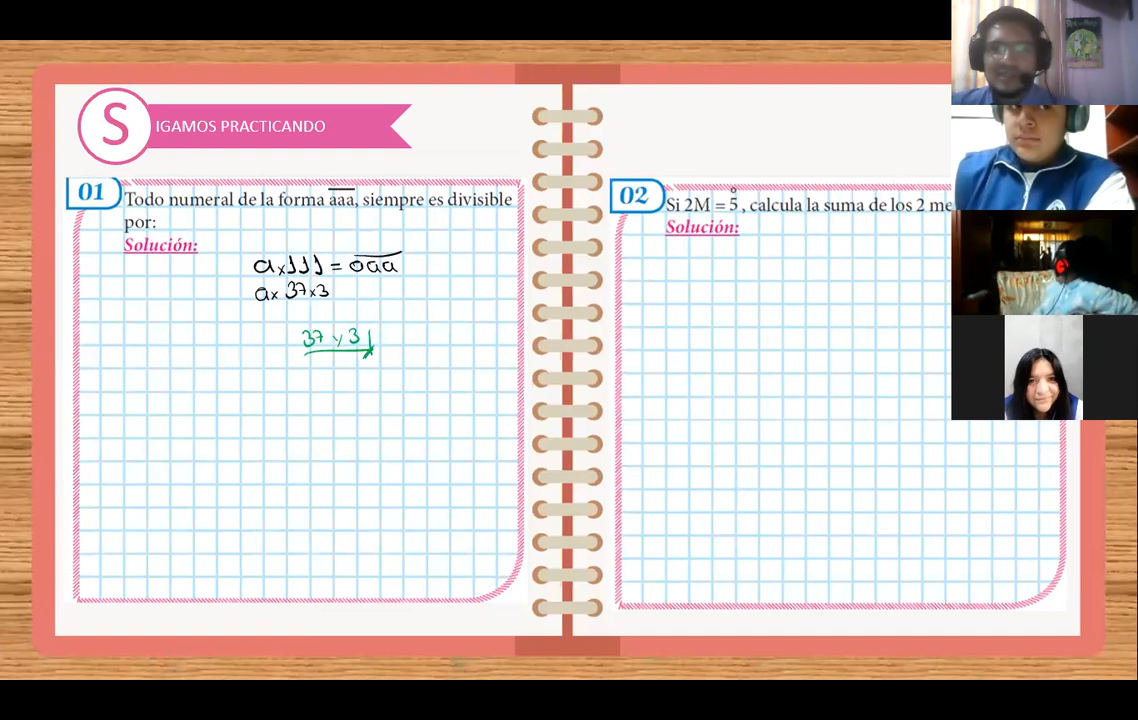 S IGAMOS PRACTICANDO
01 Todo numeral de la forma aaa, siempre es divisible
por:
Solución:
a x 111 = aaa
a x 37 x 3
37 y 3
02 Si 2M = 5̊, calcula la suma de los 2 me
Solución: